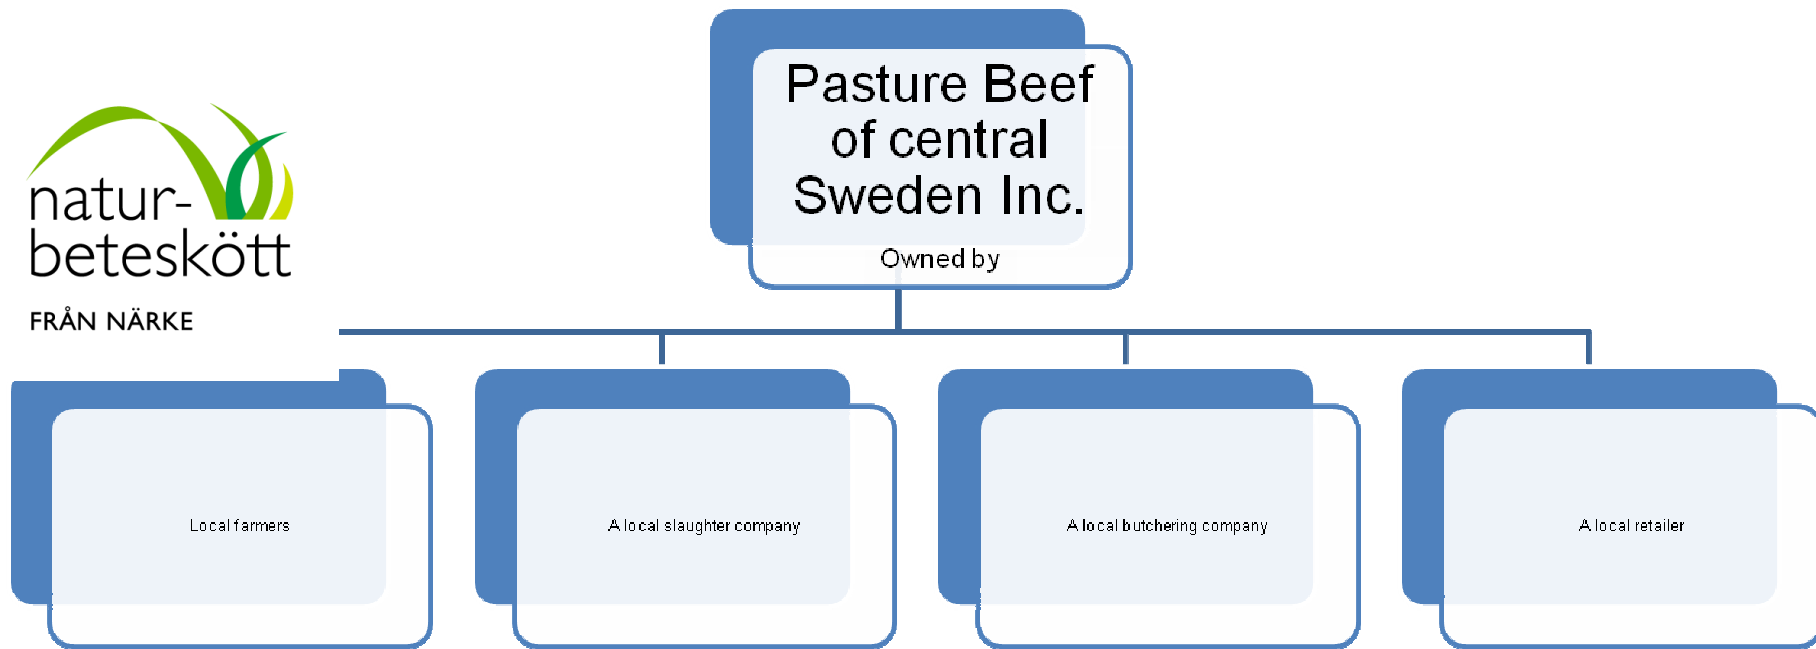 Pasture Beef
of central
Sweden Inc.
Owned by
natur-
beteskött
FRÅN NÄRKE
Local farmers
A local slaughter company
A local butchering company
A local retailer